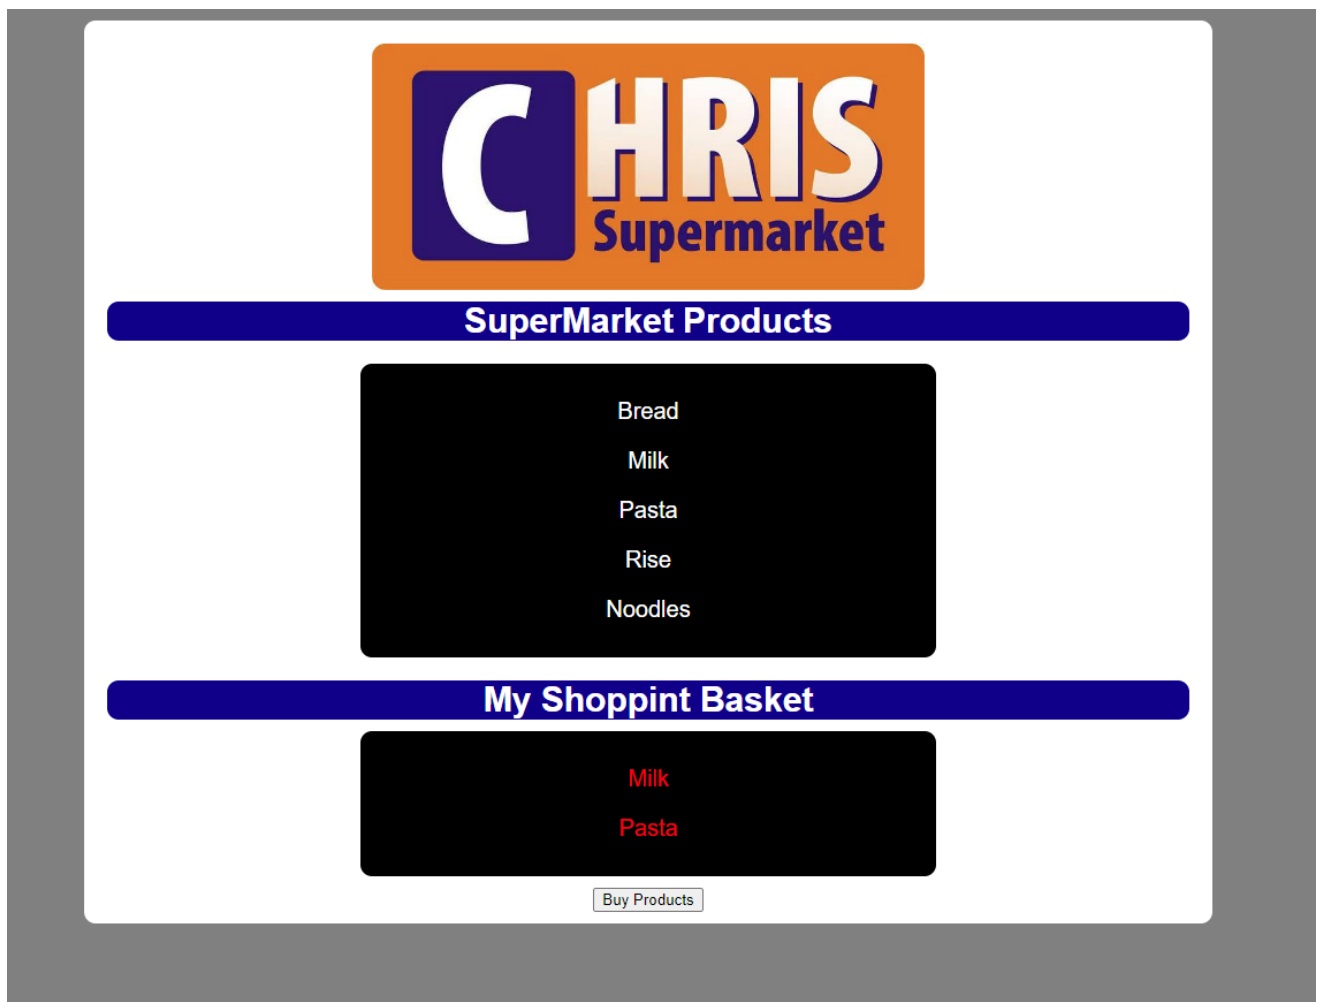 CHRIS
Supermarket
SuperMarket Products
Bread
Milk
Pasta
Rise
Noodles
My Shoppint Basket
Milk
Pasta
Buy Products